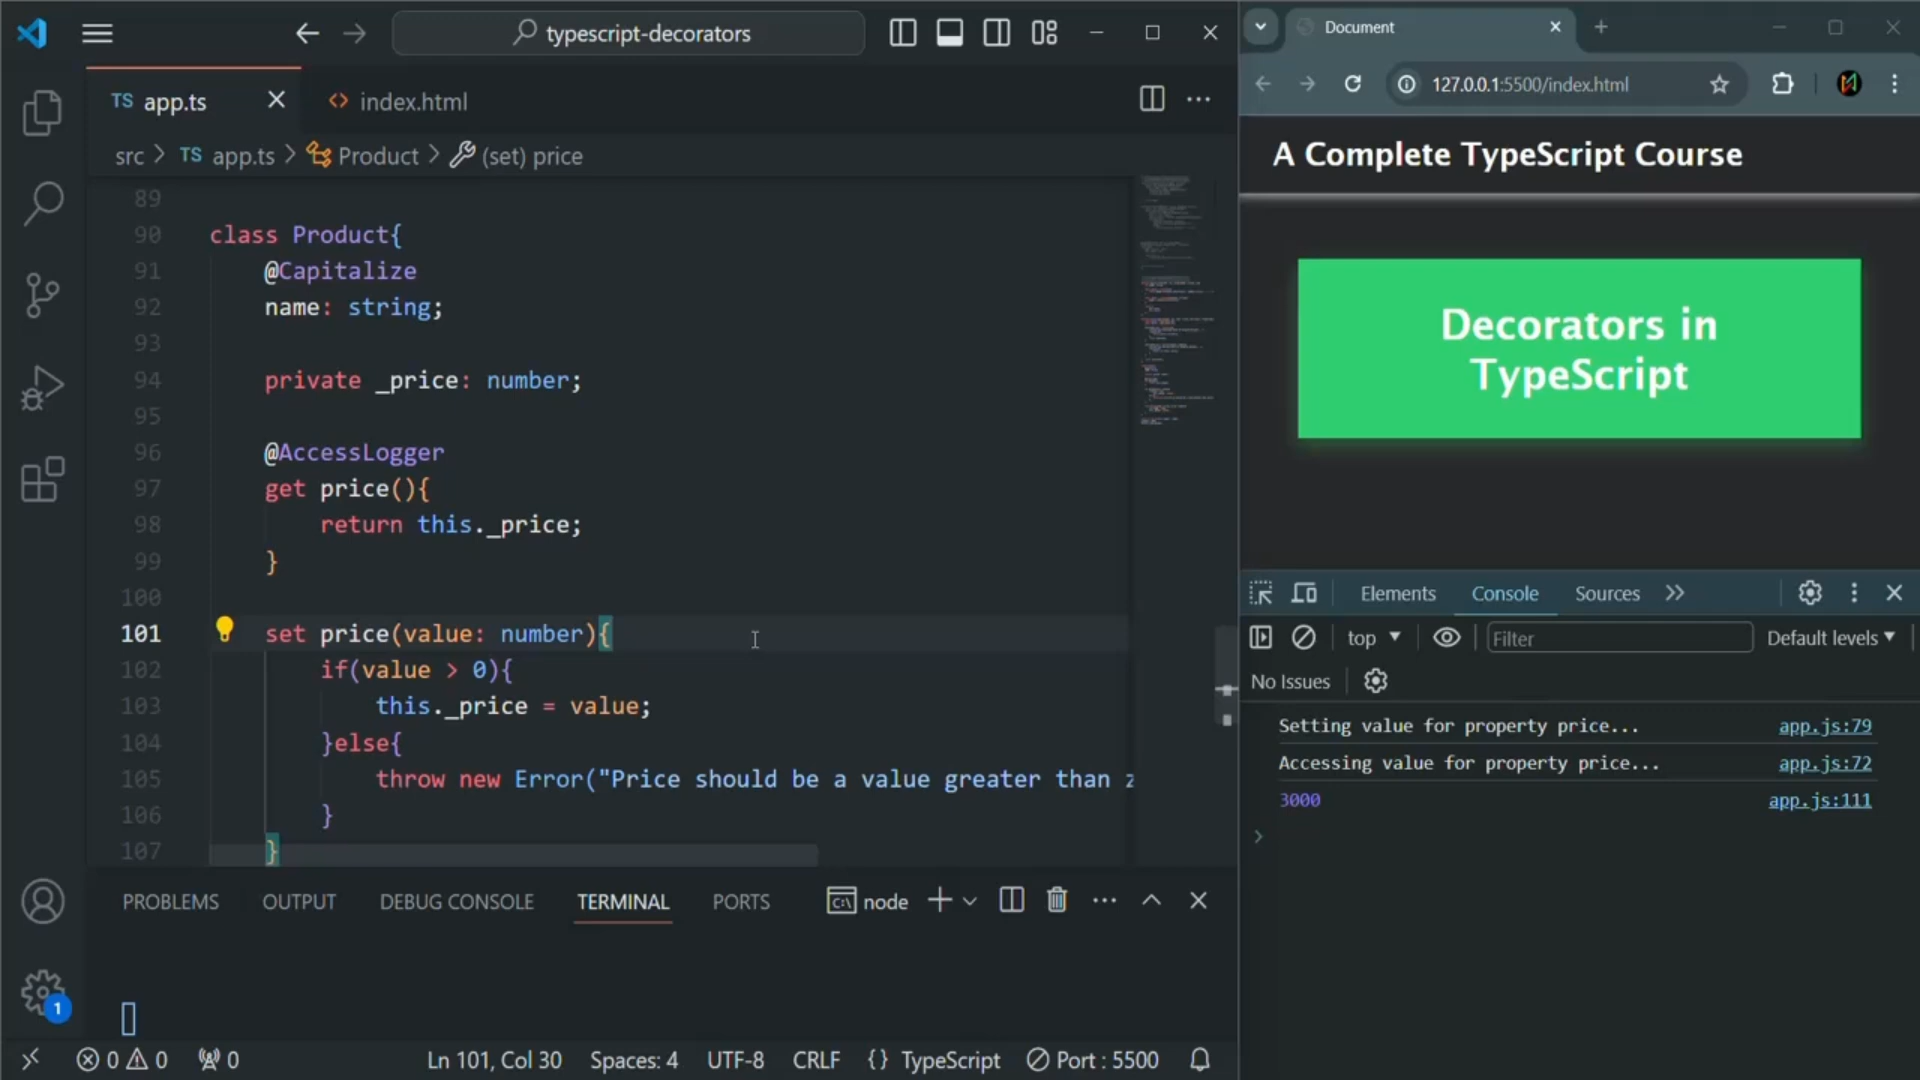 typescript-decorators
TS app.ts
<> index.html
src > TS app.ts > Product > (set) price
89
90 class Product{
91 @Capitalize
92 name: string;
93
94 private _price: number;
95
96 @AccessLogger
97 get price(){
98 return this._price;
99 }
100
101 set price(value: number){
102 if(value > 0){
103 this._price = value;
104 }else{
105 throw new Error("Price should be a value greater than z
106 }
107 }
PROBLEMS OUTPUT DEBUG CONSOLE TERMINAL PORTS node
1
0 0 0 Ln 101, Col 30 Spaces: 4 UTF-8 CRLF {} TypeScript Port : 5500
Document
127.0.0.1:5500/index.html
A Complete TypeScript Course
Decorators in
TypeScript
Elements Console Sources
top Filter Default levels
No Issues
Setting value for property price... app.js:79
Accessing value for property price... app.js:72
3000 app.js:111